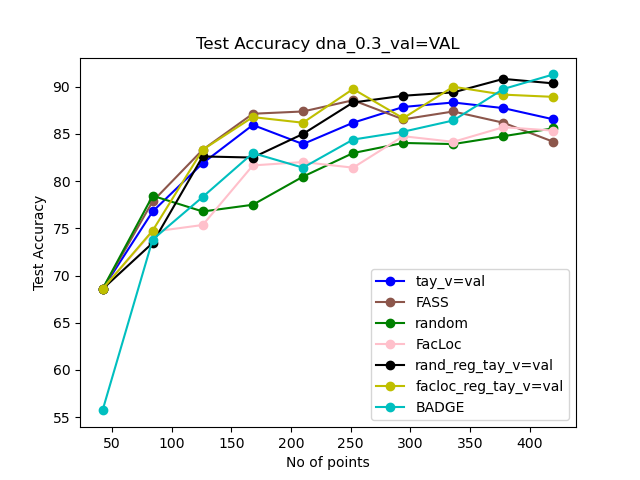 Test Accuracy dna_0.3_val=VAL
Test Accuracy
90
85
80
75
70
65
60
55
50
100
150
200
250
300
350
400
No of points
tay_v=val
FASS
random
FacLoc
rand_reg_tay_v=val
facloc_reg_tay_v=val
BADGE